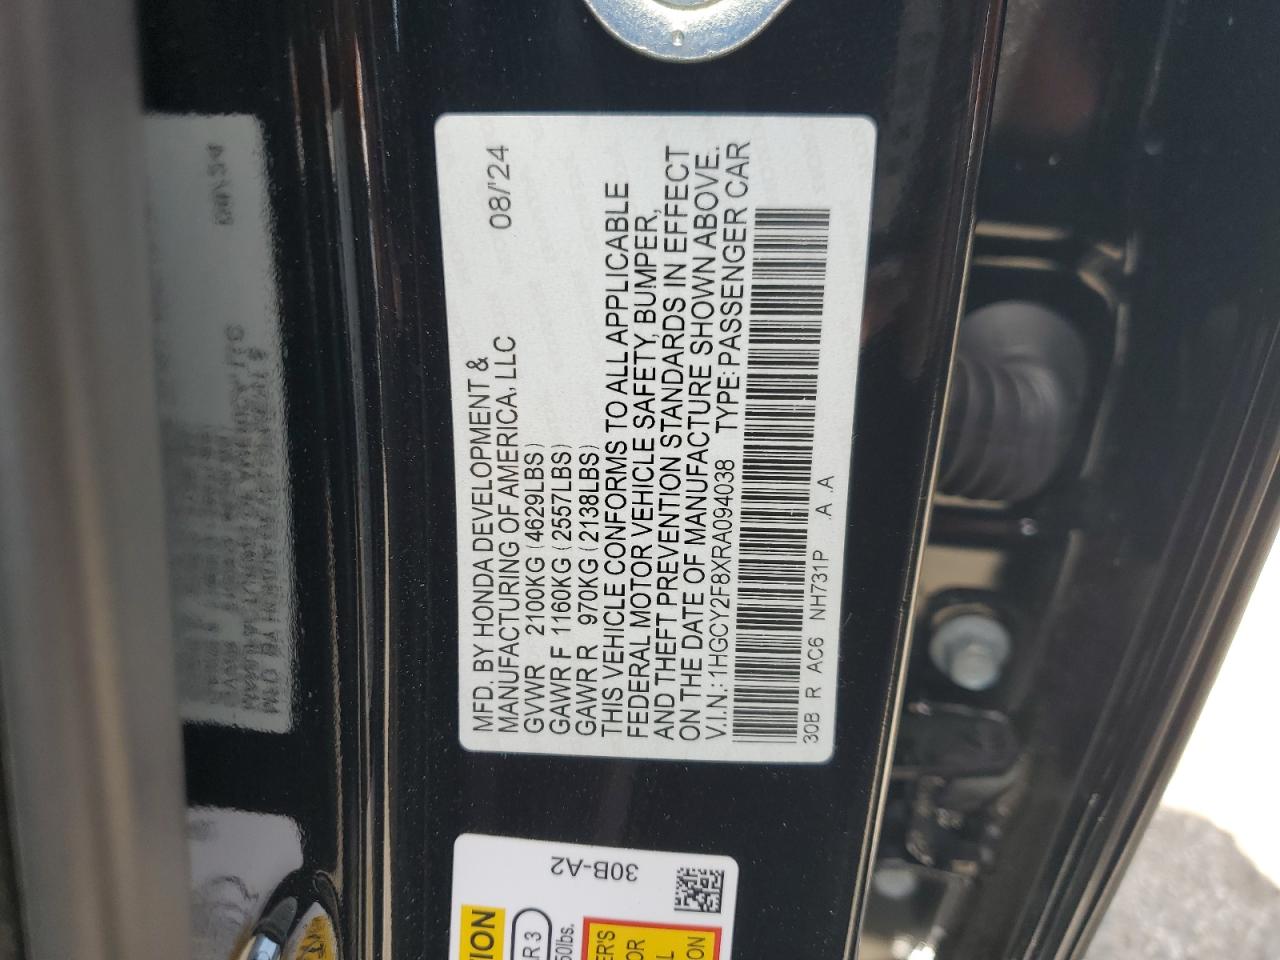 MFD. BY HONDA DEVELOPMENT & 08/'24
MANUFACTURING OF AMERICA, LLC
GVWR 2100KG (4629LBS)
GAWR F 1160KG (2557LBS)
GAWR R 970KG (2138LBS)
THIS VEHICLE CONFORMS TO ALL APPLICABLE
FEDERAL MOTOR VEHICLE SAFETY, BUMPER,
AND THEFT PREVENTION STANDARDS IN EFFECT
ON THE DATE OF MANUFACTURE SHOWN ABOVE.
V.I.N.: 1HGCY2F8XRA094038 TYPE: PASSENGER CAR
30B R AC6 NH731P .A .A
30B-A2
R 3